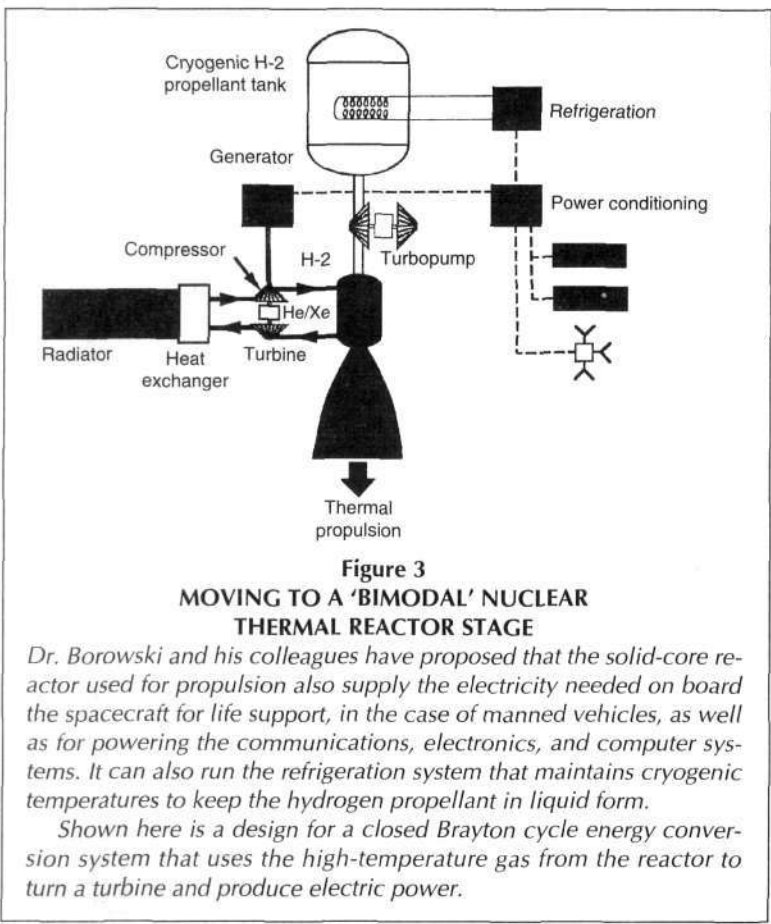 Cryogenic H-2
propellant tank
Refrigeration
Generator
Power conditioning
Compressor
H-2
Turbopump
He/Xe
Radiator
Heat
exchanger
Turbine
Thermal
propulsion
Figure 3
MOVING TO A ‘BIMODAL’ NUCLEAR
THERMAL REACTOR STAGE
Dr. Borowski and his colleagues have proposed that the solid-core re-
actor used for propulsion also supply the electricity needed on board
the spacecraft for life support, in the case of manned vehicles, as well
as for powering the communications, electronics, and computer sys-
tems. It can also run the refrigeration system that maintains cryogenic
temperatures to keep the hydrogen propellant in liquid form.
Shown here is a design for a closed Brayton cycle energy conver-
sion system that uses the high-temperature gas from the reactor to
turn a turbine and produce electric power.